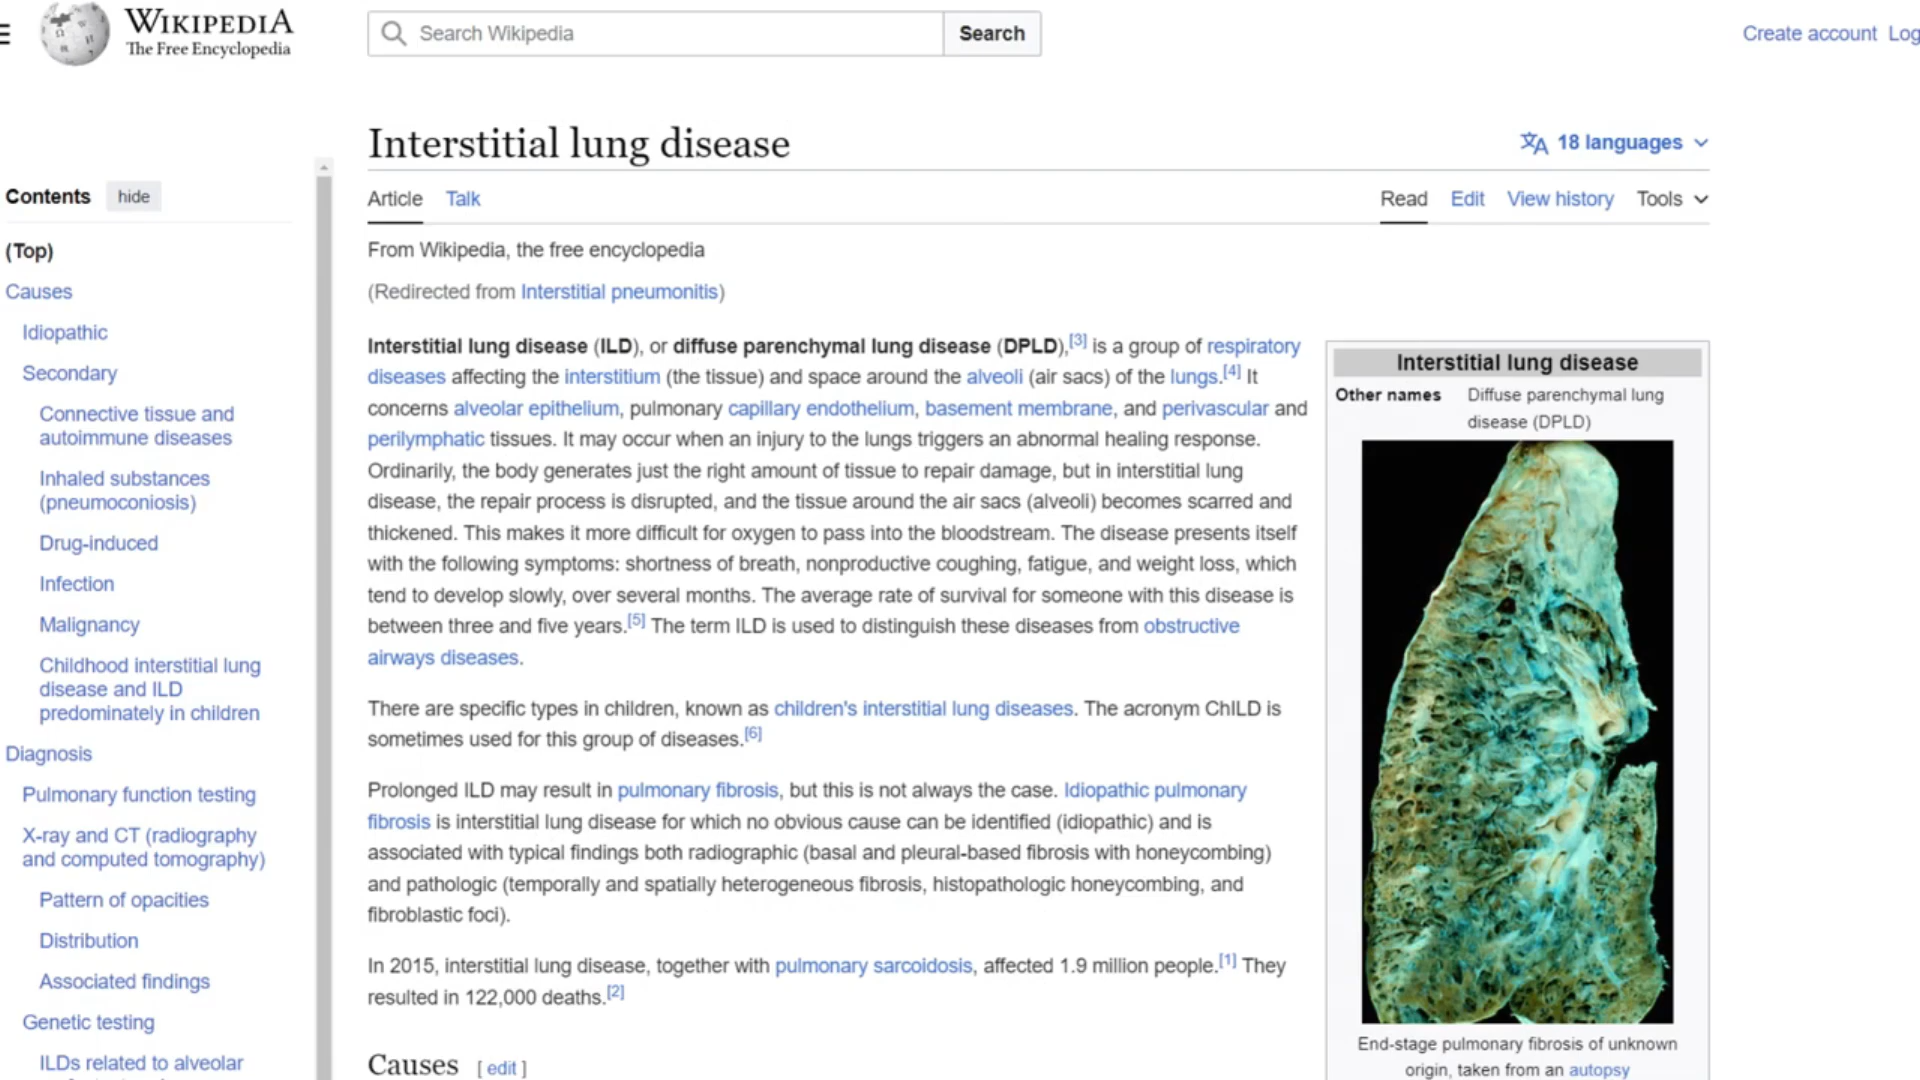 WIKIPEDIA
The Free Encyclopedia
Search Wikipedia
Search
Create account Log
Contents hide
(Top)
Causes
Idiopathic
Secondary
Connective tissue and
autoimmune diseases
Inhaled substances
(pneumoconiosis)
Drug-induced
Infection
Malignancy
Childhood interstitial lung
disease and ILD
predominately in children
Diagnosis
Pulmonary function testing
X-ray and CT (radiography
and computed tomography)
Pattern of opacities
Distribution
Associated findings
Genetic testing
ILDs related to alveolar
Interstitial lung disease
18 languages
Article Talk
Read Edit View history Tools
From Wikipedia, the free encyclopedia
(Redirected from Interstitial pneumonitis)
Interstitial lung disease (ILD), or diffuse parenchymal lung disease (DPLD),[3] is a group of respiratory
diseases affecting the interstitium (the tissue) and space around the alveoli (air sacs) of the lungs.[4] It
concerns alveolar epithelium, pulmonary capillary endothelium, basement membrane, and perivascular and
perilymphatic tissues. It may occur when an injury to the lungs triggers an abnormal healing response.
Ordinarily, the body generates just the right amount of tissue to repair damage, but in interstitial lung
disease, the repair process is disrupted, and the tissue around the air sacs (alveoli) becomes scarred and
thickened. This makes it more difficult for oxygen to pass into the bloodstream. The disease presents itself
with the following symptoms: shortness of breath, nonproductive coughing, fatigue, and weight loss, which
tend to develop slowly, over several months. The average rate of survival for someone with this disease is
between three and five years.[5] The term ILD is used to distinguish these diseases from obstructive
airways diseases.
There are specific types in children, known as children's interstitial lung diseases. The acronym ChILD is
sometimes used for this group of diseases.[6]
Prolonged ILD may result in pulmonary fibrosis, but this is not always the case. Idiopathic pulmonary
fibrosis is interstitial lung disease for which no obvious cause can be identified (idiopathic) and is
associated with typical findings both radiographic (basal and pleural-based fibrosis with honeycombing)
and pathologic (temporally and spatially heterogeneous fibrosis, histopathologic honeycombing, and
fibroblastic foci).
In 2015, interstitial lung disease, together with pulmonary sarcoidosis, affected 1.9 million people.[1] They
resulted in 122,000 deaths.[2]
Causes [ edit ]
Interstitial lung disease
Other names Diffuse parenchymal lung
disease (DPLD)
End-stage pulmonary fibrosis of unknown
origin, taken from an autopsy